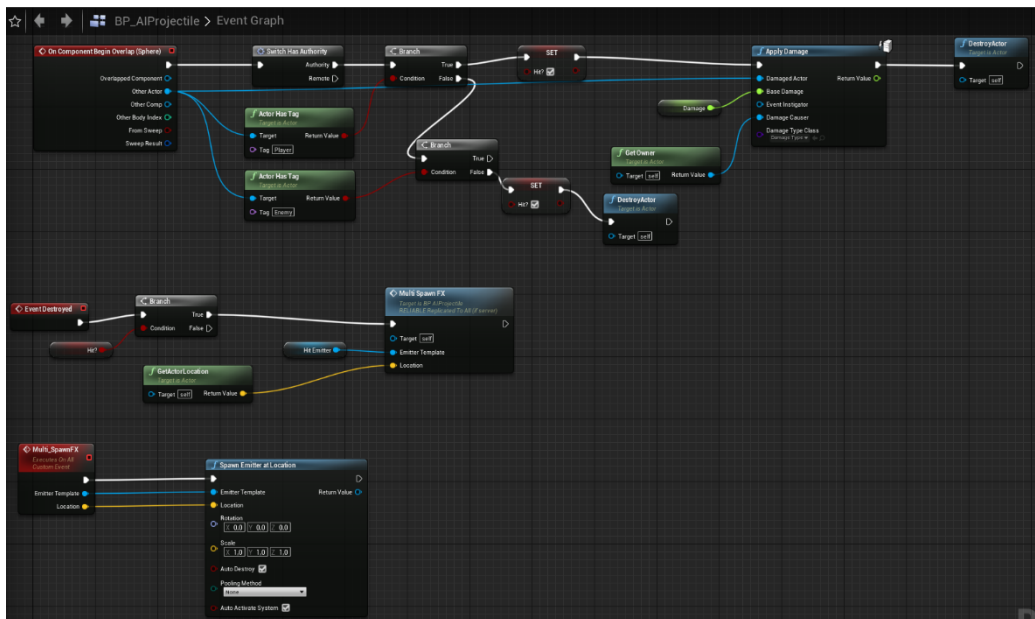 BP_AIProjectile > Event Graph
On Component Begin Overlap (Sphere)
Overlapped Component
Other Actor
Other Comp
Other Body Index
From Sweep
Sweep Result
Switch Has Authority
Authority
Remote
Branch
True
Condition
False
SET
Hit?
Apply Damage
Target is Actor
Damaged Actor
Return Value
Base Damage
Event Instigator
Damage Causer
Damage Type Class
Damage Type
DestroyActor
Target is Actor
Target self
Damage
Actor Has Tag
Target is Actor
Target
Return Value
Tag Player
Actor Has Tag
Target is Actor
Target
Return Value
Tag Enemy
Branch
True
Condition
False
SET
Hit?
GetOwner
Target is Actor
Target self
Return Value
DestroyActor
Target is Actor
Target self
Event Destroyed
Hit?
Branch
True
Condition
False
GetActorLocation
Target is Actor
Target self
Return Value
Hit Emitter
Multi Spawn FX
Target is BP AIProjectile
RELIABLE Replicated To All (if server)
Target self
Emitter Template
Location
Multi_SpawnFX
Executes On All
Custom Event
Emitter Template
Location
Spawn Emitter at Location
Emitter Template
Return Value
Location
Rotation
X 0.0 Y 0.0 Z 0.0
Scale
X 1.0 Y 1.0 Z 1.0
Auto Destroy
Pooling Method
None
Auto Activate System